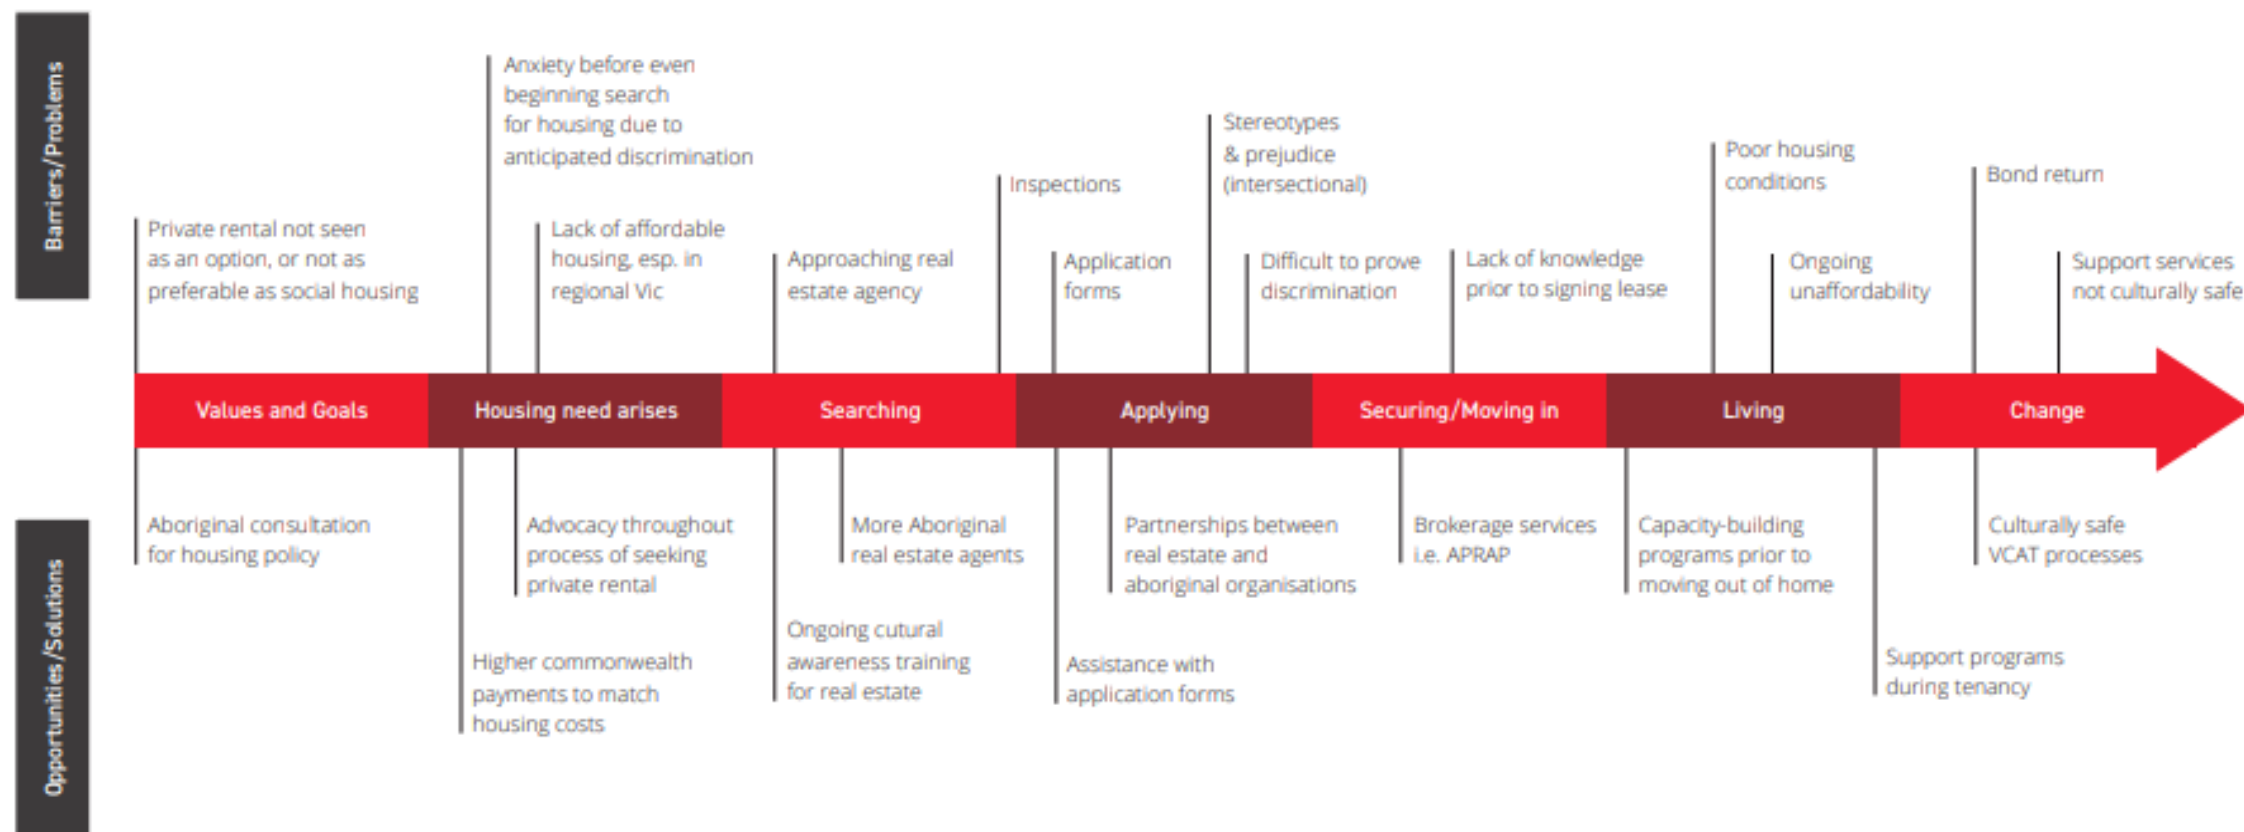 Barriers/Problems
Anxiety before even
beginning search
for housing due to
anticipated discrimination
Private rental not seen
as an option, or not as
preferable as social housing
Lack of affordable
housing, esp. in
regional Vic
Approaching real
estate agency
Inspections
Application
forms
Stereotypes
& prejudice
(intersectional)
Difficult to prove
discrimination
Lack of knowledge
prior to signing lease
Poor housing
conditions
Ongoing
unaffordability
Bond return
Support services
not culturally safe
Values and Goals
Housing need arises
Searching
Applying
Securing/Moving in
Living
Change
Opportunities/Solutions
Aboriginal consultation
for housing policy
Higher commonwealth
payments to match
housing costs
Advocacy throughout
process of seeking
private rental
Ongoing cutural
awareness training
for real estate
More Aboriginal
real estate agents
Assistance with
application forms
Partnerships between
real estate and
aboriginal organisations
Brokerage services
i.e. APRAP
Capacity-building
programs prior to
moving out of home
Support programs
during tenancy
Culturally safe
VCAT processes